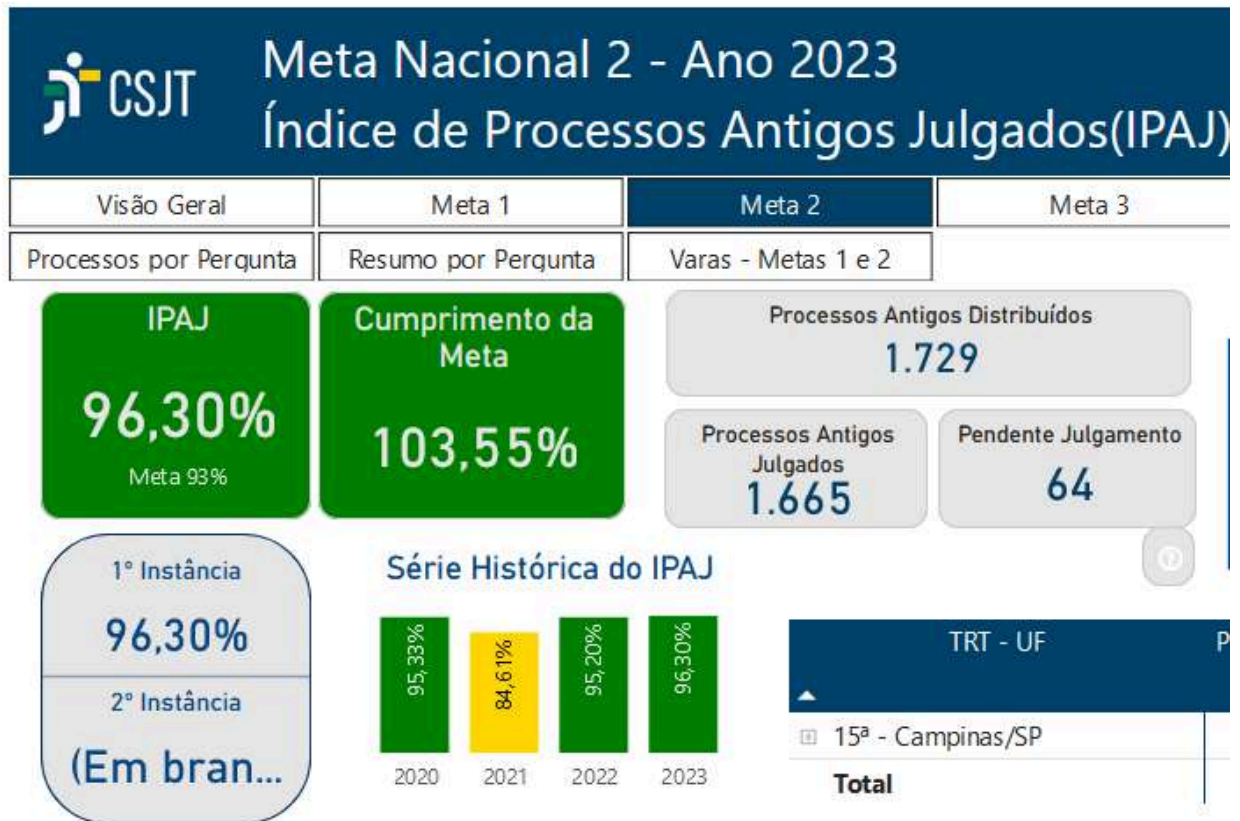 CSJT
Meta Nacional 2 - Ano 2023
Índice de Processos Antigos Julgados(IPAJ)
Visão Geral
Meta 1
Meta 2
Meta 3
Processos por Pergunta
Resumo por Pergunta
Varas - Metas 1 e 2
IPAJ
96,30%
Meta 93%
Cumprimento da
Meta
103,55%
Processos Antigos Distribuídos
1.729
Processos Antigos
Julgados
1.665
Pendente Julgamento
64
1° Instância
96,30%
2° Instância
(Em bran...
Série Histórica do IPAJ
95,33%
84,61%
95,20%
96,30%
2020
2021
2022
2023
TRT - UF
P
15ª - Campinas/SP
Total